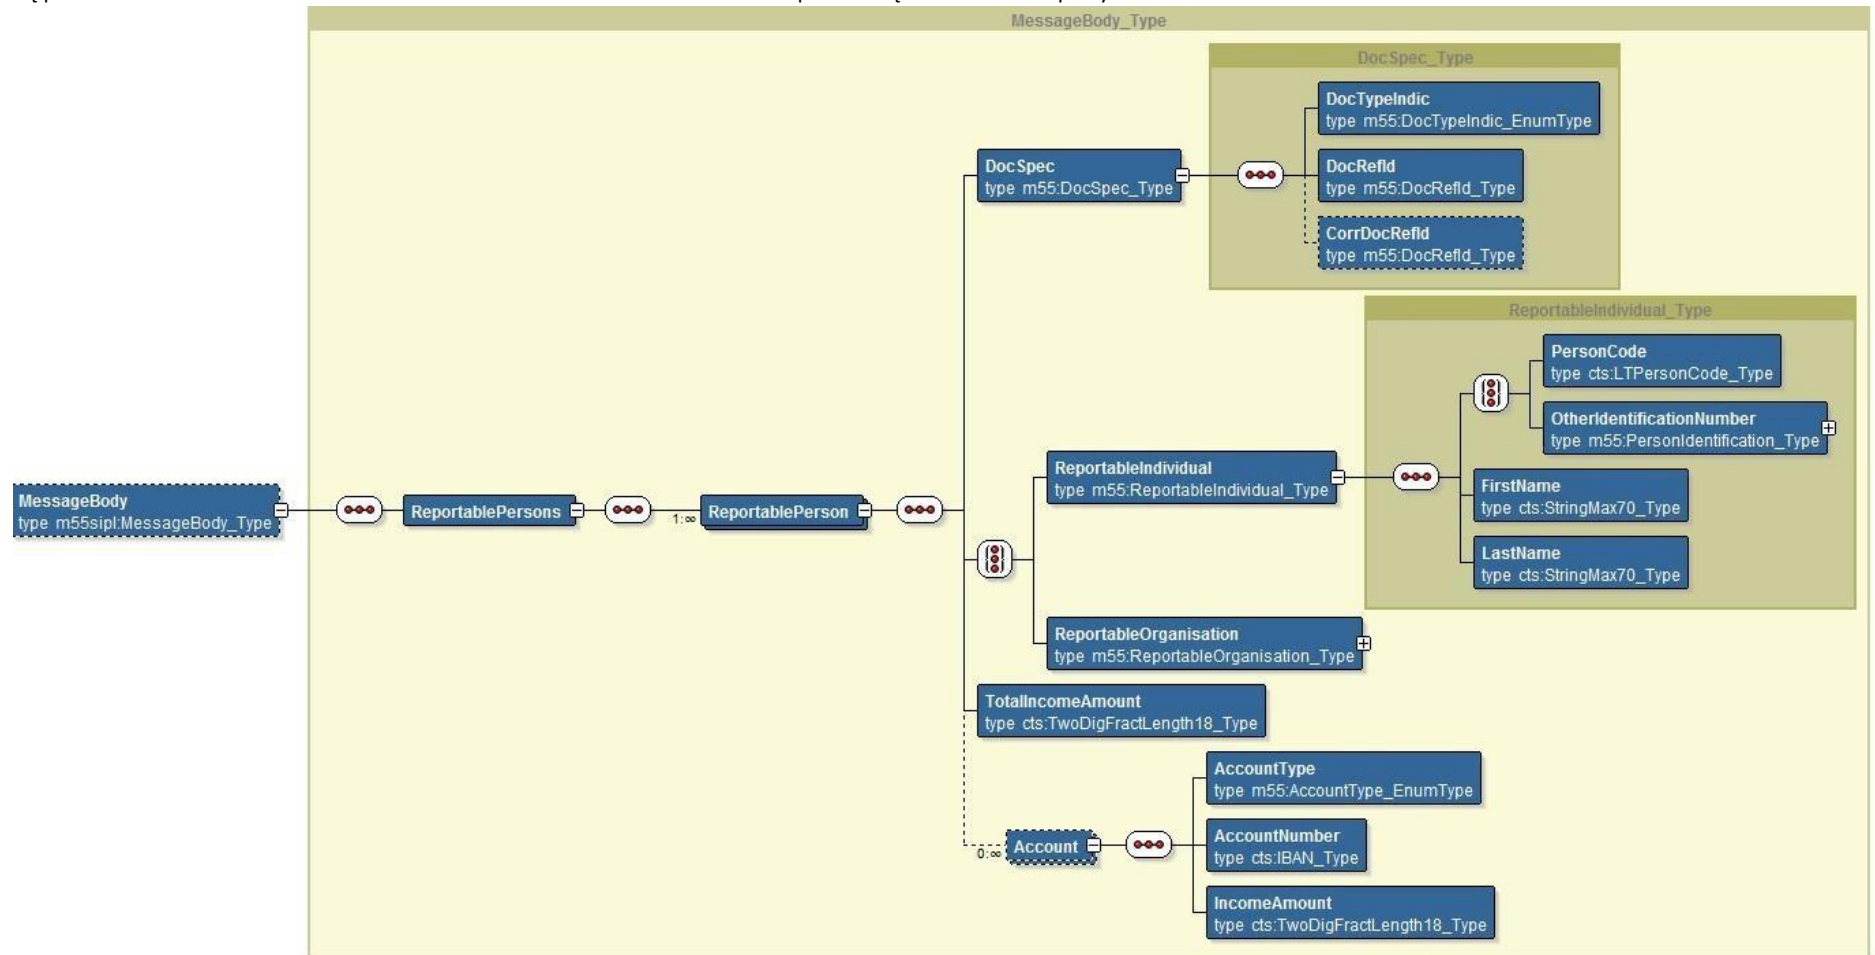 MessageBody_Type
DocSpec_Type
DocTypeIndic
type m55:DocTypeIndic_EnumType
DocSpec
type m55:DocSpec_Type
DocRefId
type m55:DocRefId_Type
CorrDocRefId
type m55:DocRefId_Type
ReportableIndividual_Type
PersonCode
type cts:LTPersonCode_Type
OtherIdentificationNumber
type m55:PersonIdentification_Type
ReportableIndividual
type m55:ReportableIndividual_Type
FirstName
type cts:StringMax70_Type
MessageBody
type m55sipl:MessageBody_Type
ReportablePersons
1:∞
ReportablePerson
LastName
type cts:StringMax70_Type
ReportableOrganisation
type m55:ReportableOrganisation_Type
TotalIncomeAmount
type cts:TwoDigFractLength18_Type
AccountType
type m55:AccountType_EnumType
0:∞
Account
AccountNumber
type cts:IBAN_Type
IncomeAmount
type cts:TwoDigFractLength18_Type